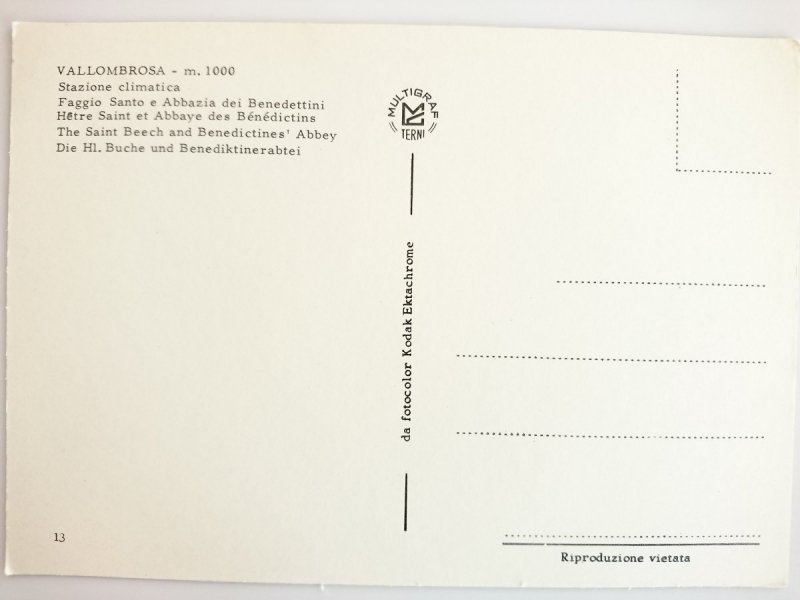 VALLOMBROSA - m. 1000
Stazione climatica
Faggio Santo e Abbazia dei Benedettini
Hêtre Saint et Abbaye des Bénédictins
The Saint Beech and Benedictines' Abbey
Die Hl. Buche und Benediktinerabtei
MULTIGRAF
TERNI
da fotocolor Kodak Ektachrome
13
Riproduzione vietata